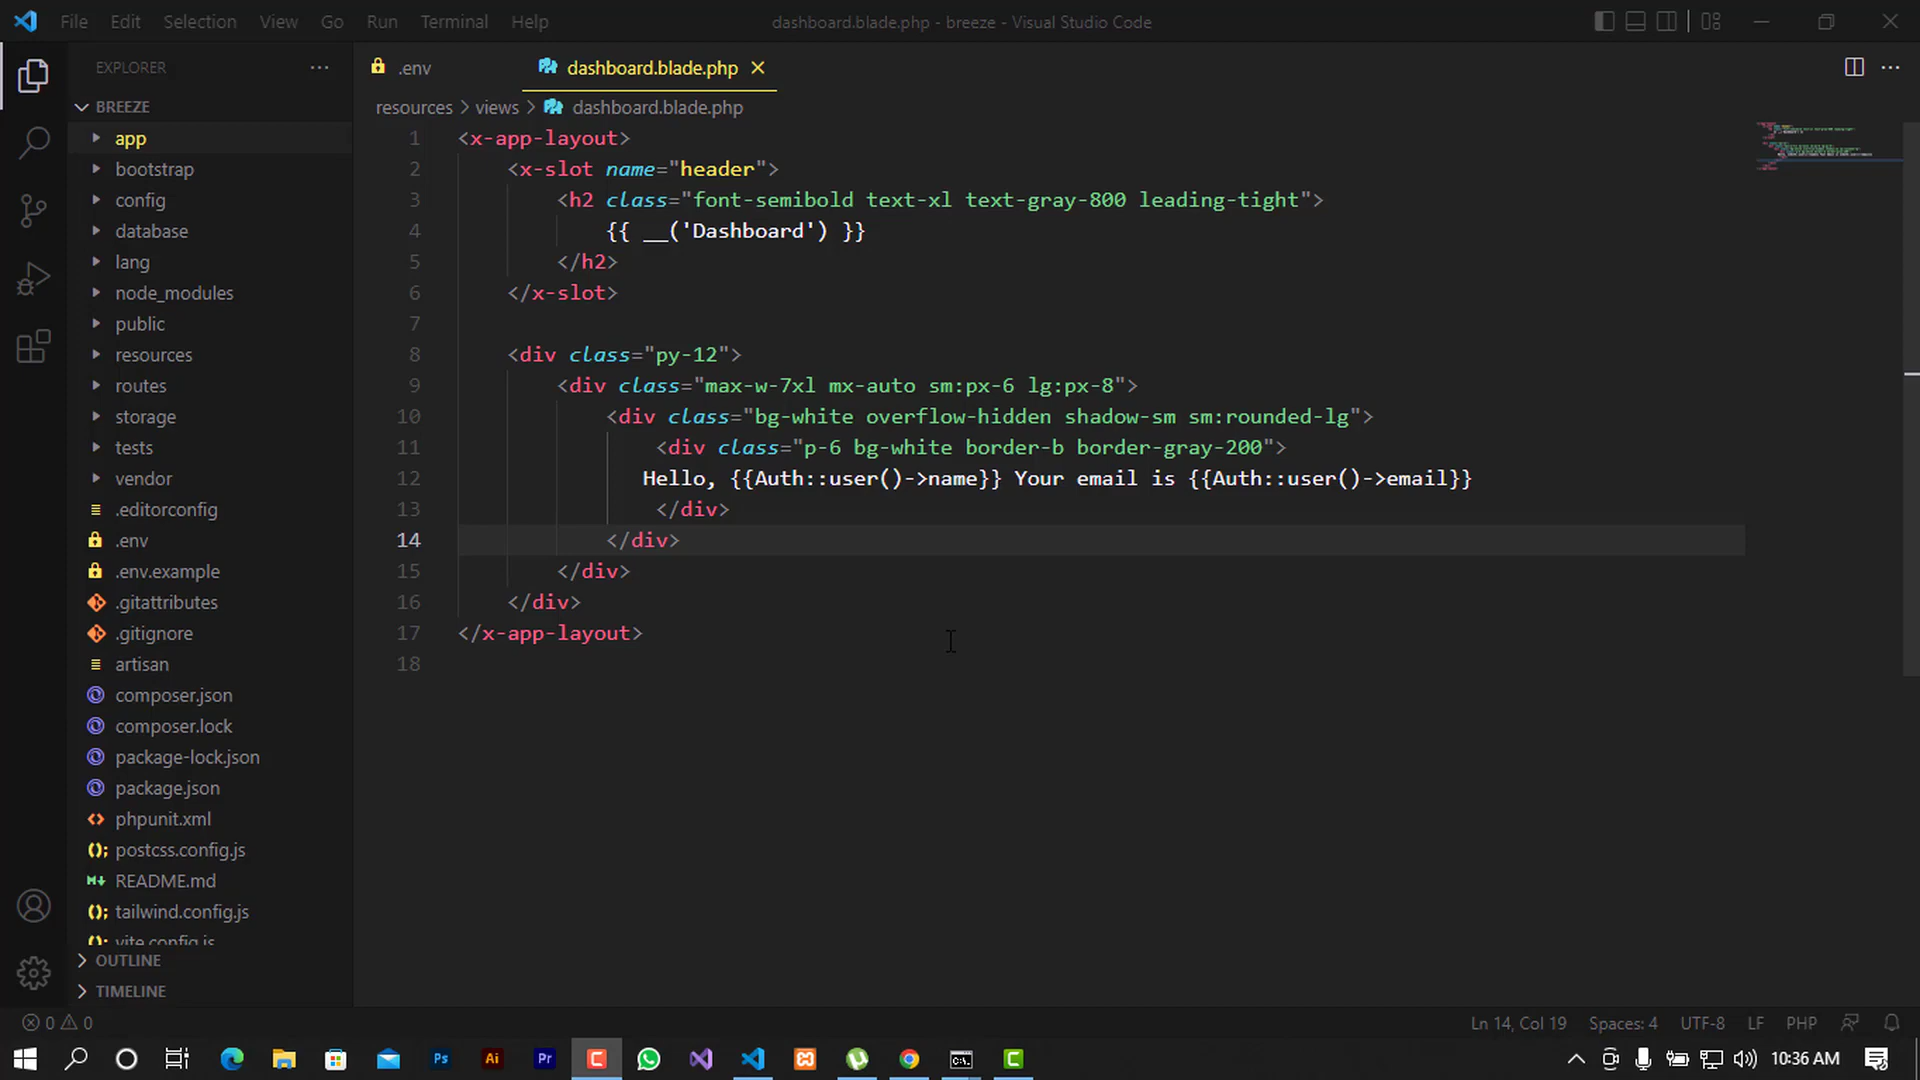 File Edit Selection View Go Run Terminal Help dashboard.blade.php - breeze - Visual Studio Code
EXPLORER
BREEZE
app
bootstrap
config
database
lang
node_modules
public
resources
routes
storage
tests
vendor
.editorconfig
.env
.env.example
.gitattributes
.gitignore
artisan
composer.json
composer.lock
package-lock.json
package.json
phpunit.xml
postcss.config.js
README.md
tailwind.config.js
vite.config.js
OUTLINE
TIMELINE
.env dashboard.blade.php
resources > views > dashboard.blade.php
1 <x-app-layout>
2 <x-slot name="header">
3 <h2 class="font-semibold text-xl text-gray-800 leading-tight">
4 {{ __('Dashboard') }}
5 </h2>
6 </x-slot>
7
8 <div class="py-12">
9 <div class="max-w-7xl mx-auto sm:px-6 lg:px-8">
10 <div class="bg-white overflow-hidden shadow-sm sm:rounded-lg">
11 <div class="p-6 bg-white border-b border-gray-200">
12 Hello, {{Auth::user()->name}} Your email is {{Auth::user()->email}}
13 </div>
14 </div>
15 </div>
16 </div>
17 </x-app-layout>
18
0 0 Ln 14, Col 19 Spaces: 4 UTF-8 LF PHP
Ps Ai Pr C C:\ C 10:36 AM